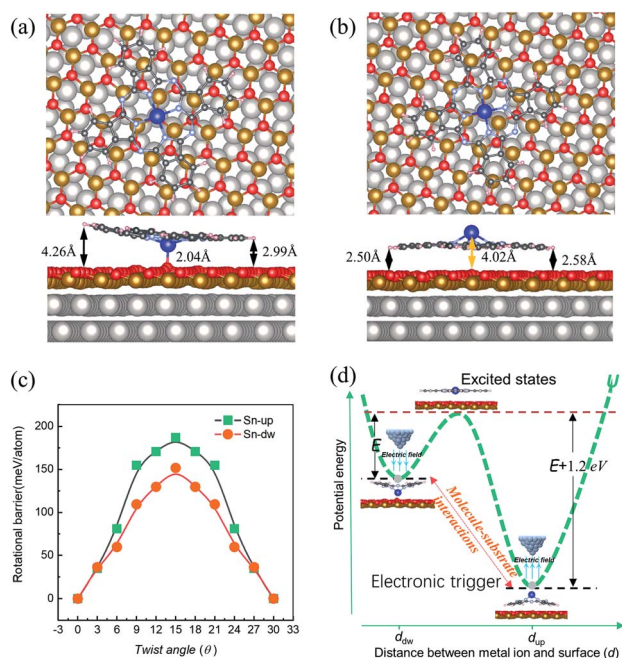 (a)
(b)
4.26Å
2.04Å
2.99Å
2.50Å
4.02Å
2.58Å
(c)
Rotational barrier(meV/atom)
250
200
150
100
50
0
Sn-up
Sn-dw
-3 0 3 6 9 12 15 18 21 24 27 30 33
Twist angle (θ)
(d)
Excited states
Potential energy
E
Electric field
E+1.2 eV
Molecule-substrate
interactions
Electric field
Electronic trigger
d_dw
d_up
Distance between metal ion and surface (d)